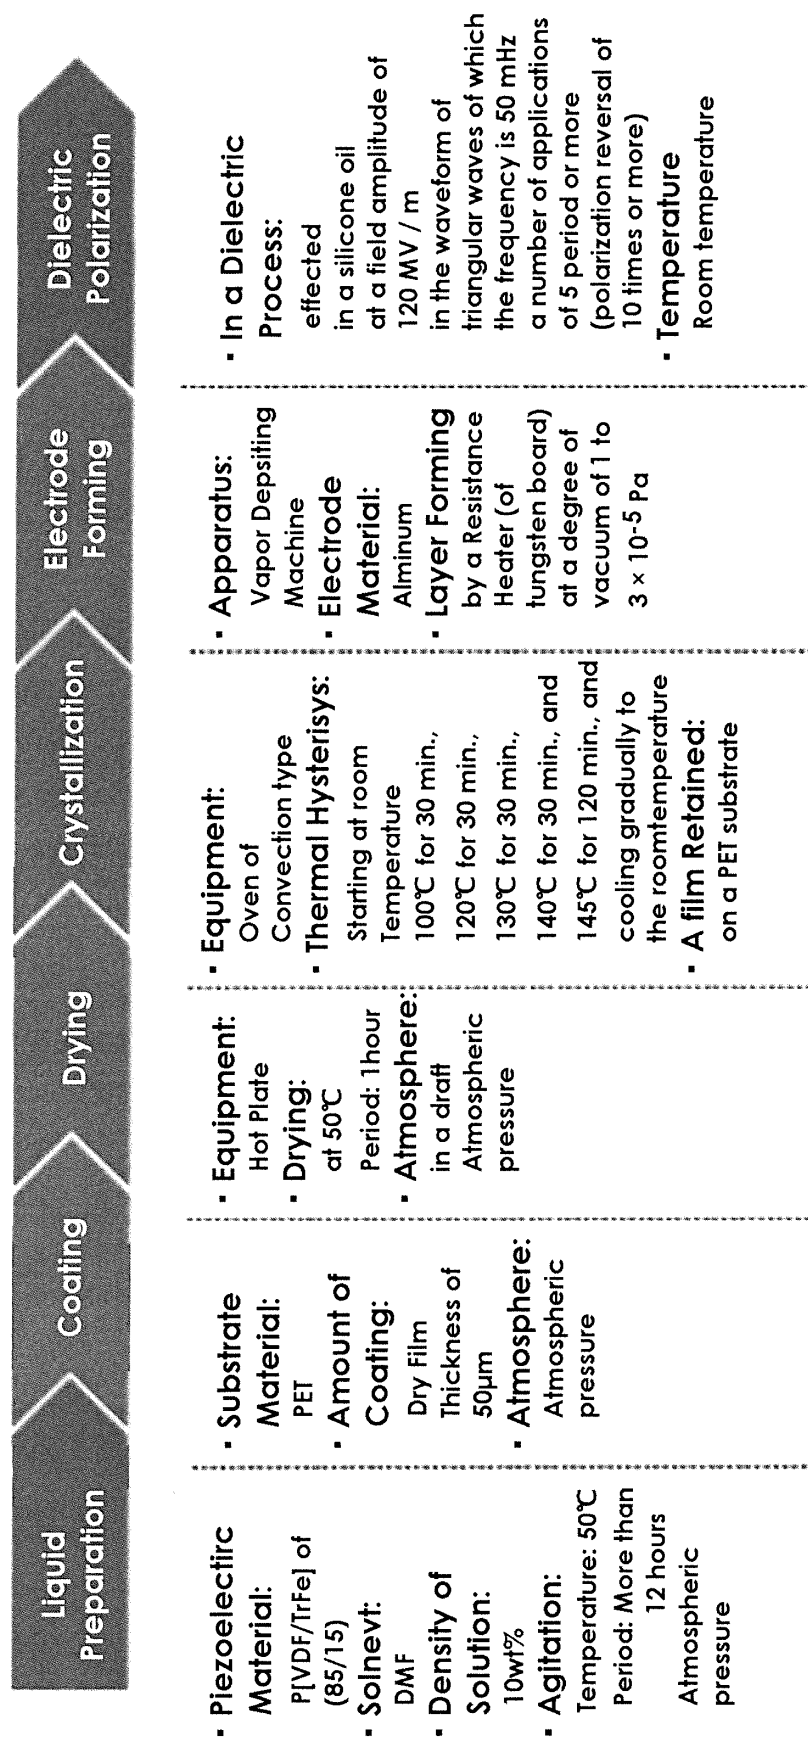 Liquid
Preparation
Coating
Drying
Crystallization
Electrode
Forming
Dielectric
Polarization
▪ Piezoelectirc
Material:
P[VDF/TrFe] of
(85/15)
▪ Solnevt:
DMF
▪ Density of
Solution:
10wt%
▪ Agitation:
Temperature: 50℃
Period: More than
12 hours
Atmospheric
pressure
▪ Substrate
Material:
PET
▪ Amount of
Coating:
Dry Film
Thickness of
50μm
▪ Atmosphere:
Atmospheric
pressure
▪ Equipment:
Hot Plate
▪ Drying:
at 50℃
Period: 1hour
▪ Atmosphere:
in a draft
Atmospheric
pressure
▪ Equipment:
Oven of
Convection type
▪ Thermal Hysterisys:
Starting at room
Temperature
100℃ for 30 min.,
120℃ for 30 min.,
130℃ for 30 min.,
140℃ for 30 min., and
145℃ for 120 min., and
cooling gradually to
the roomtemperature
▪ A film Retained:
on a PET substrate
▪ Apparatus:
Vapor Depositing
Machine
▪ Electrode
Material:
Alminum
▪ Layer Forming
by a Resistance
Heater (of
tungsten board)
at a degree of
vacuum of 1 to
3 × 10⁻⁵ Pa
▪ In a Dielectric
Process:
effected
in a silicone oil
at a field amplitude of
120 MV / m
in the waveform of
triangular waves of which
the frequency is 50 mHz
a number of applications
of 5 period or more
(polarization reversal of
10 times or more)
▪ Temperature
Room temperature